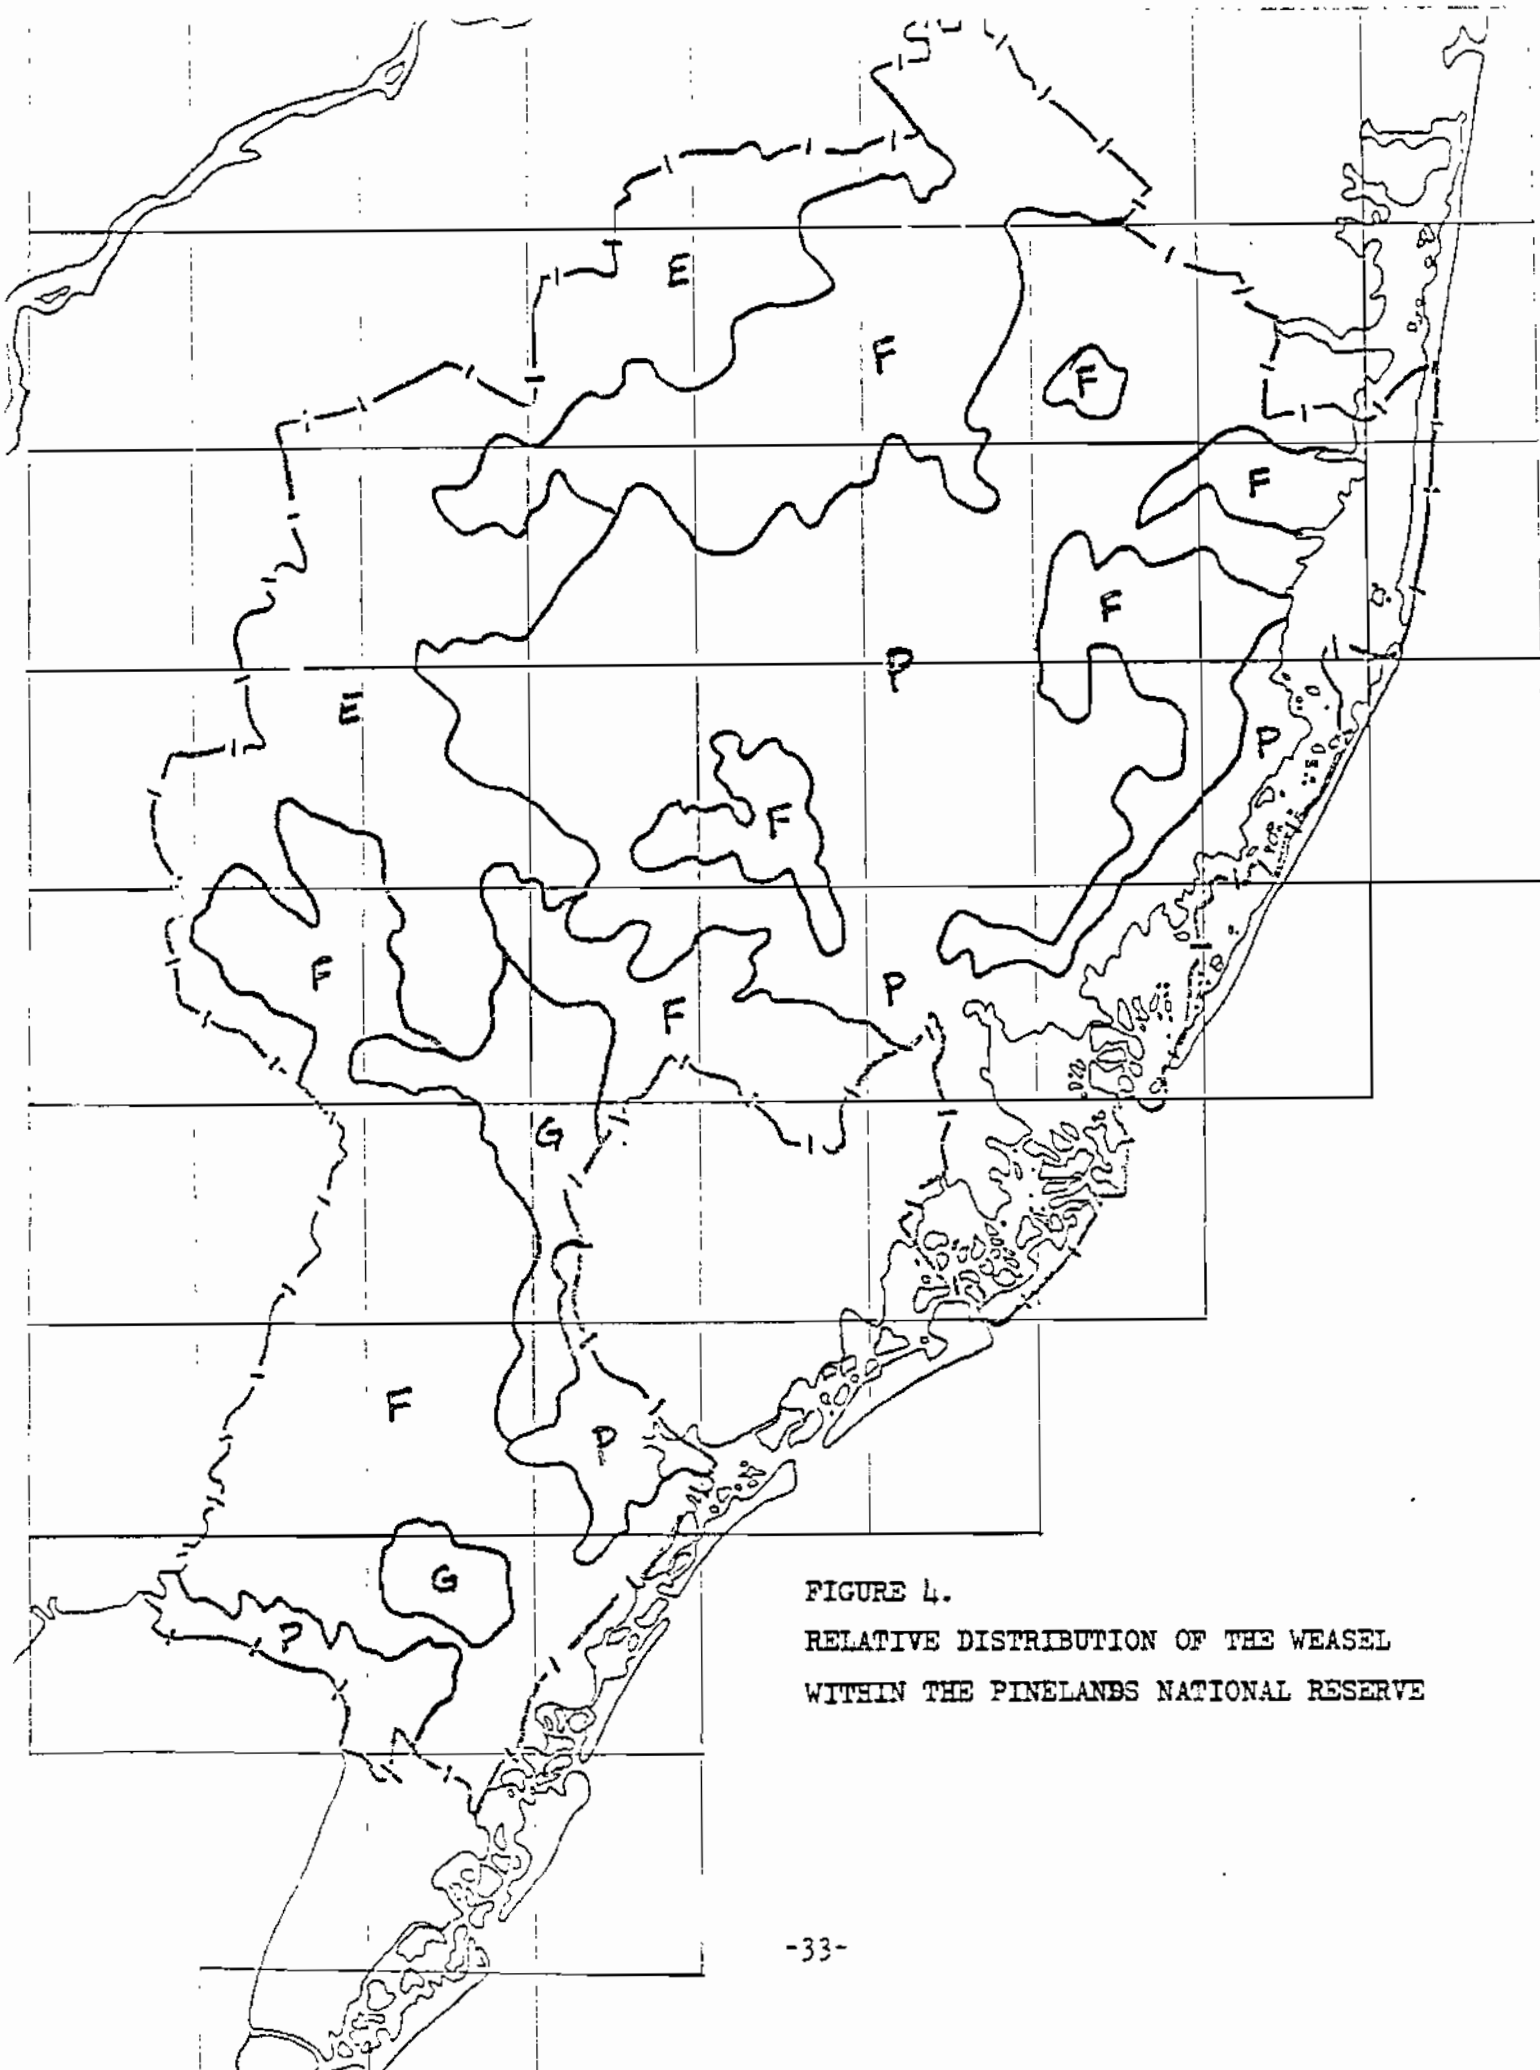 E
F
F
F
F
P
E
P
F
F
P
F
G
F
P
G
P
FIGURE 4.
RELATIVE DISTRIBUTION OF THE WEASEL
WITHIN THE PINELANDS NATIONAL RESERVE
-33-